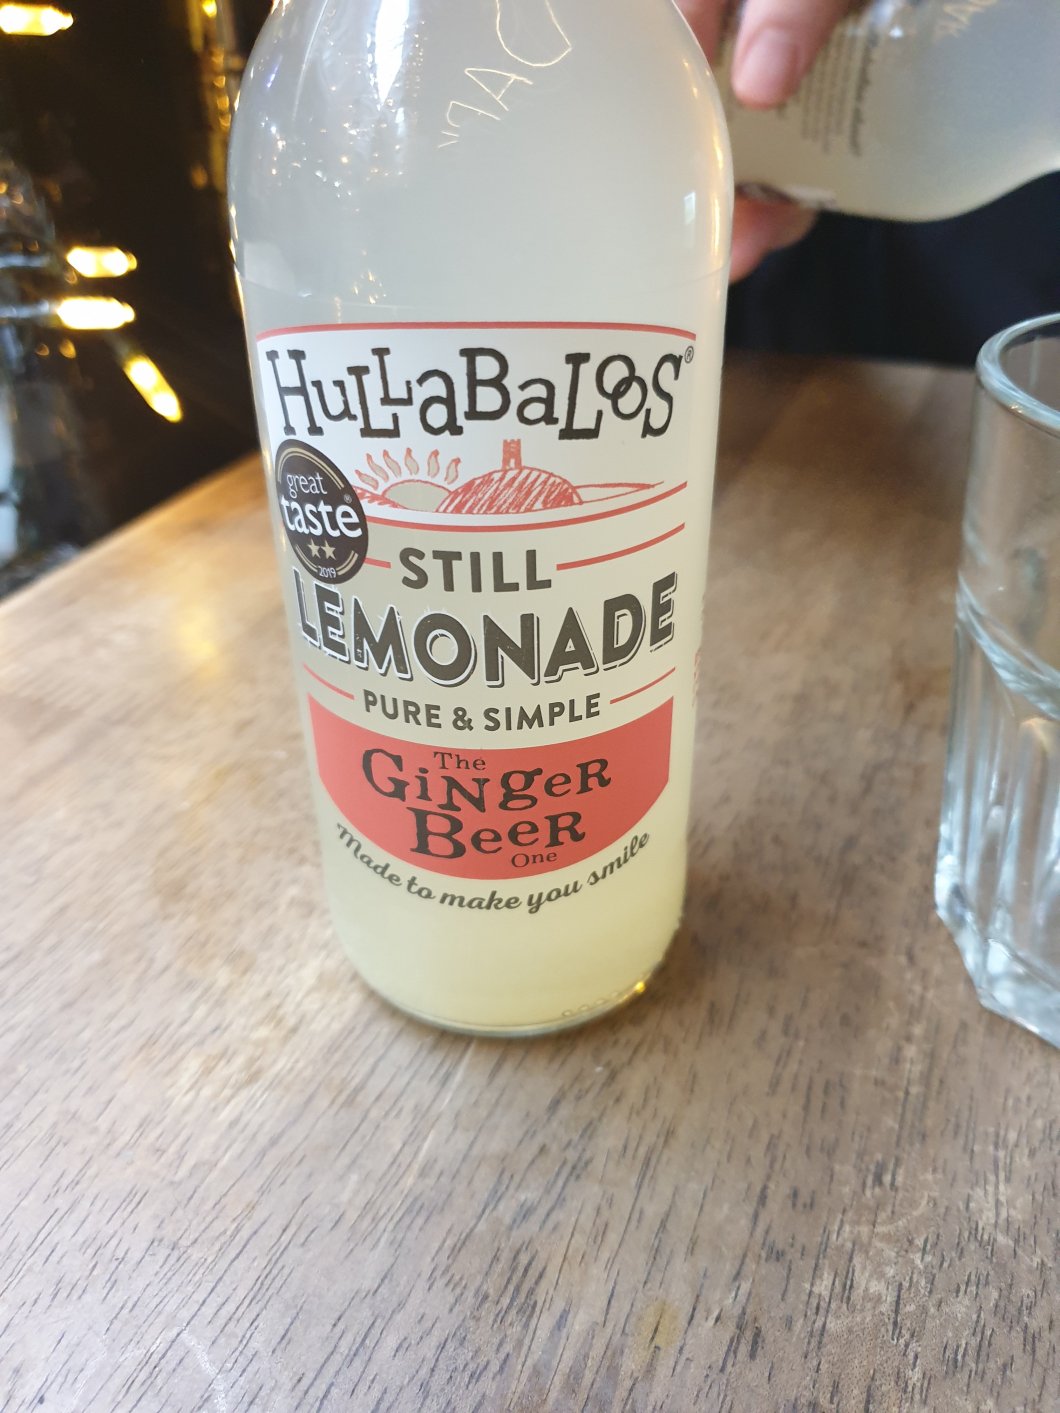 HuLLaBaLOOS®
great
taste®
2019
STILL
LEMONADE
PURE & SIMPLE
The
GiNgeR
BeeR
One
Made to make you smile